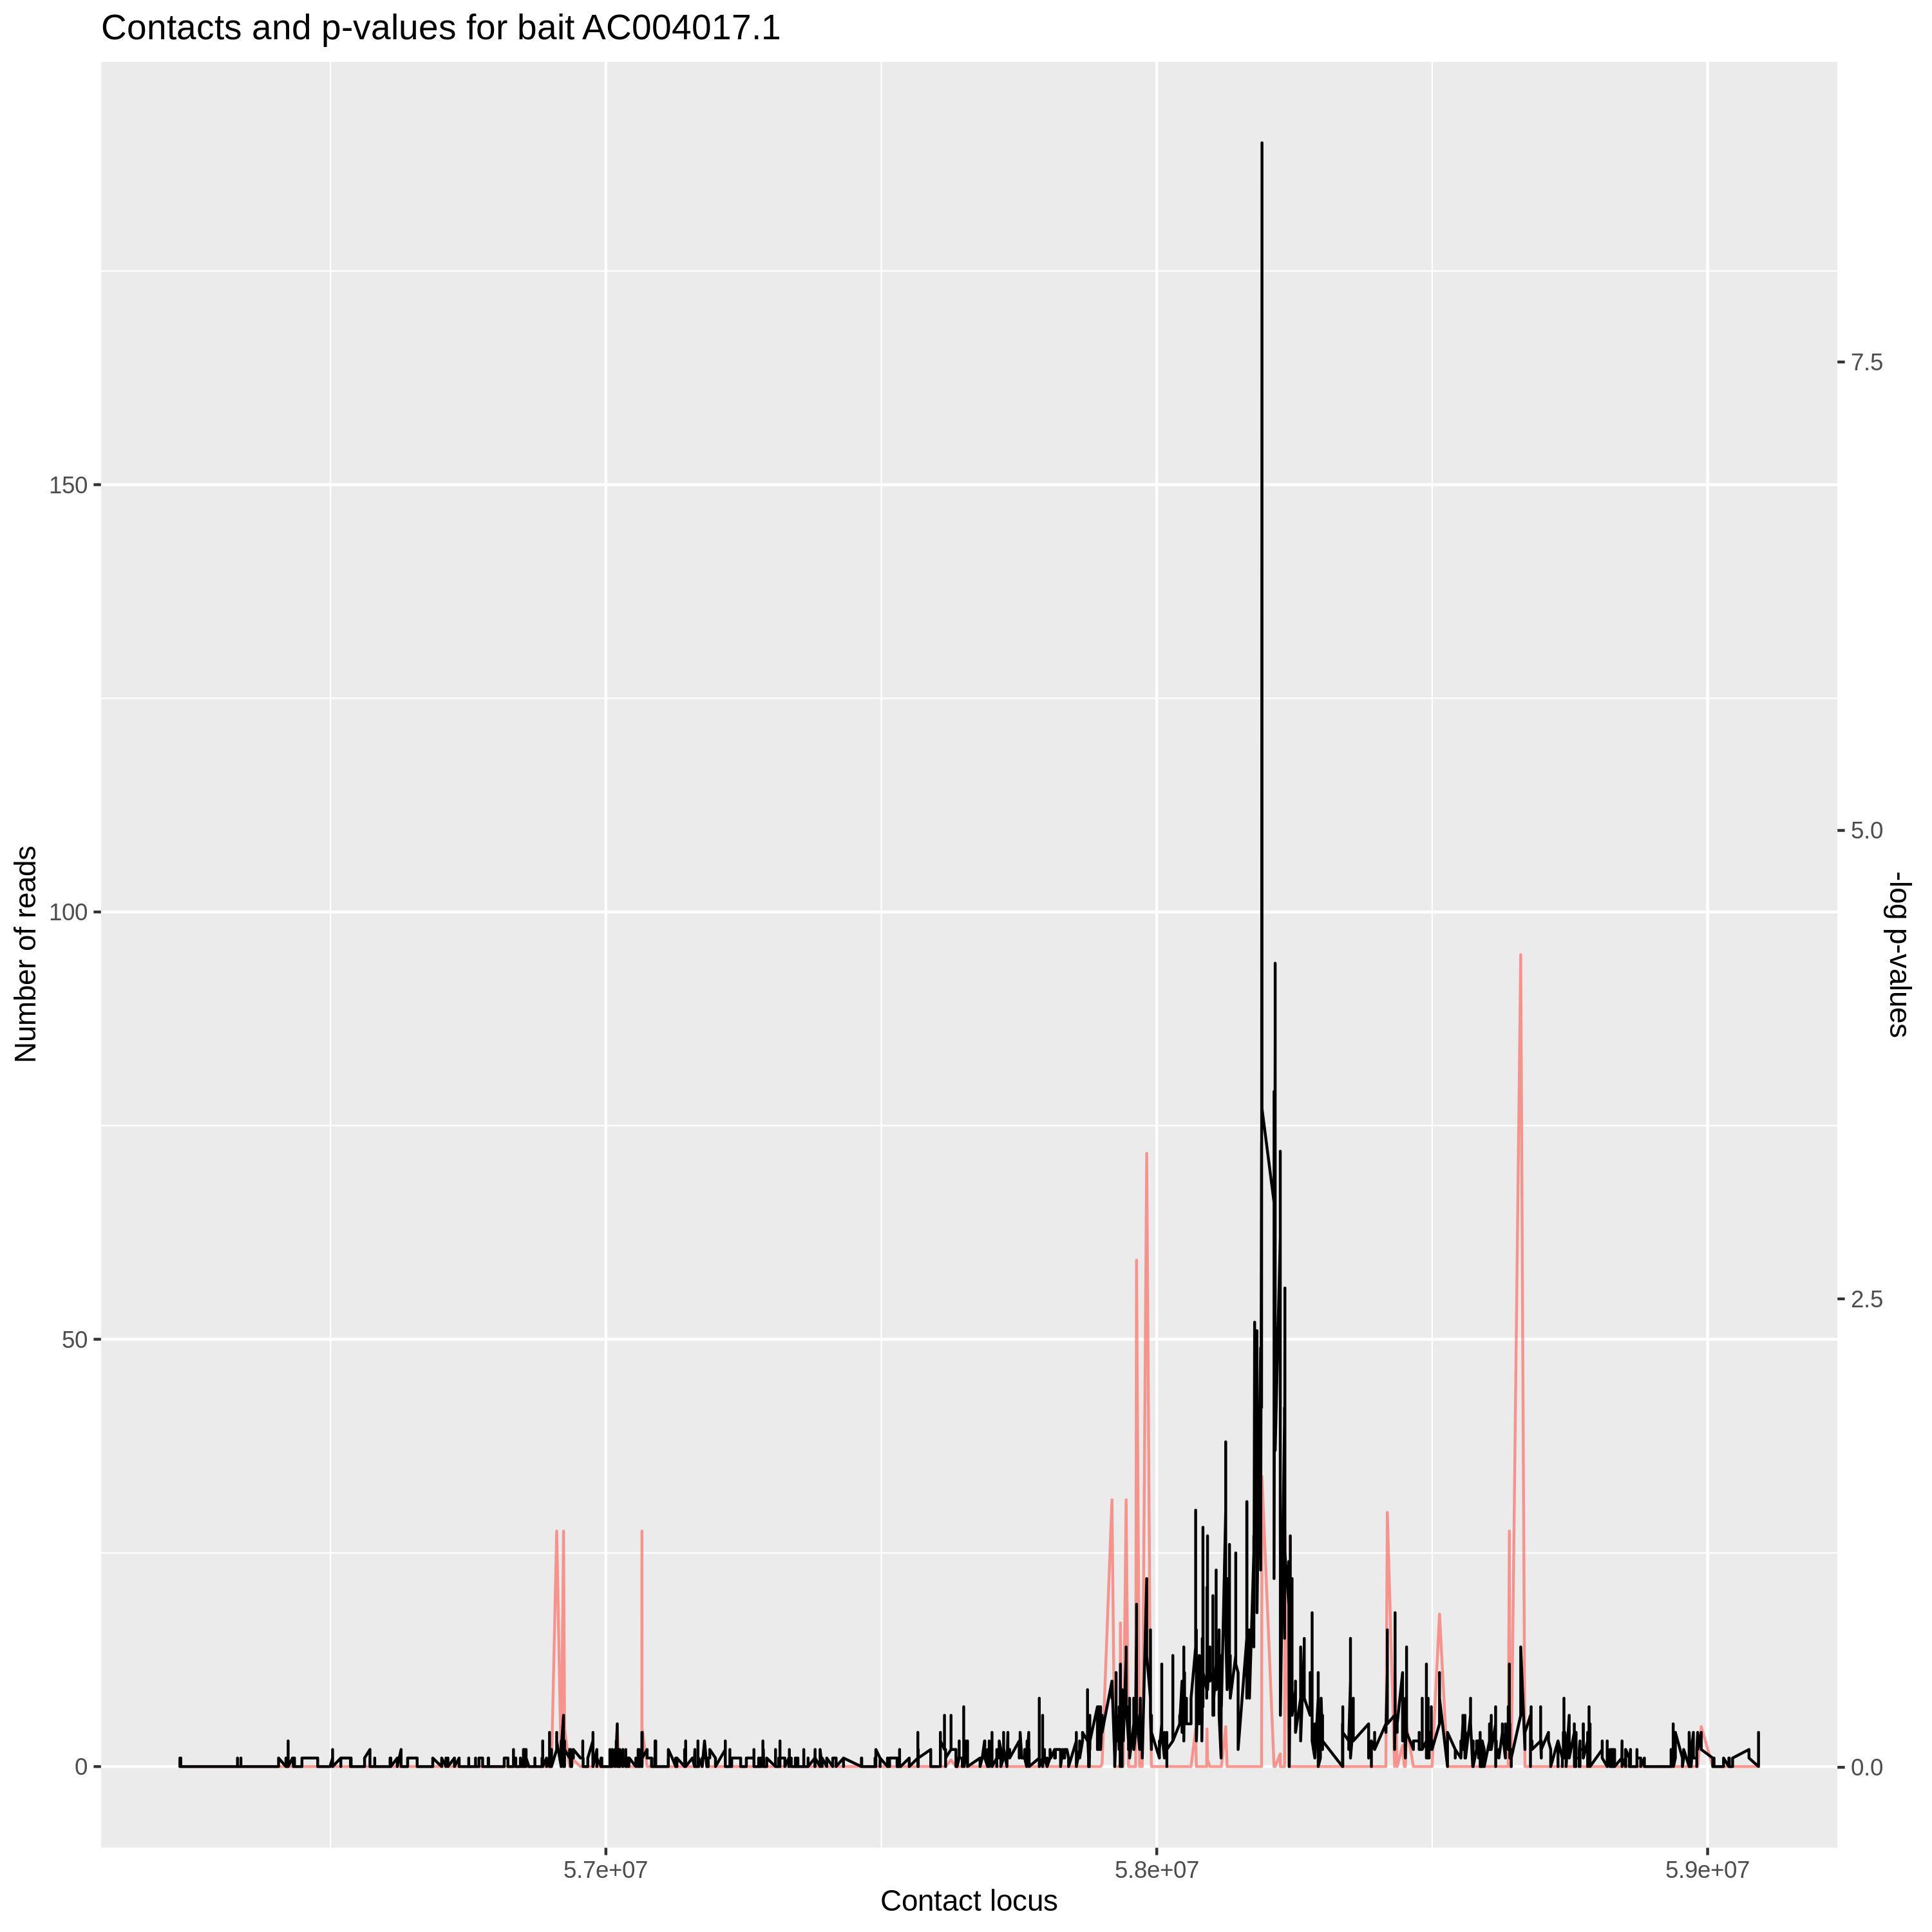 Contacts and p-values for bait AC004017.1
150
100
50
0
7.5
5.0
2.5
0.0
Number of reads
-log p-values
5.7e+07
5.8e+07
5.9e+07
Contact locus